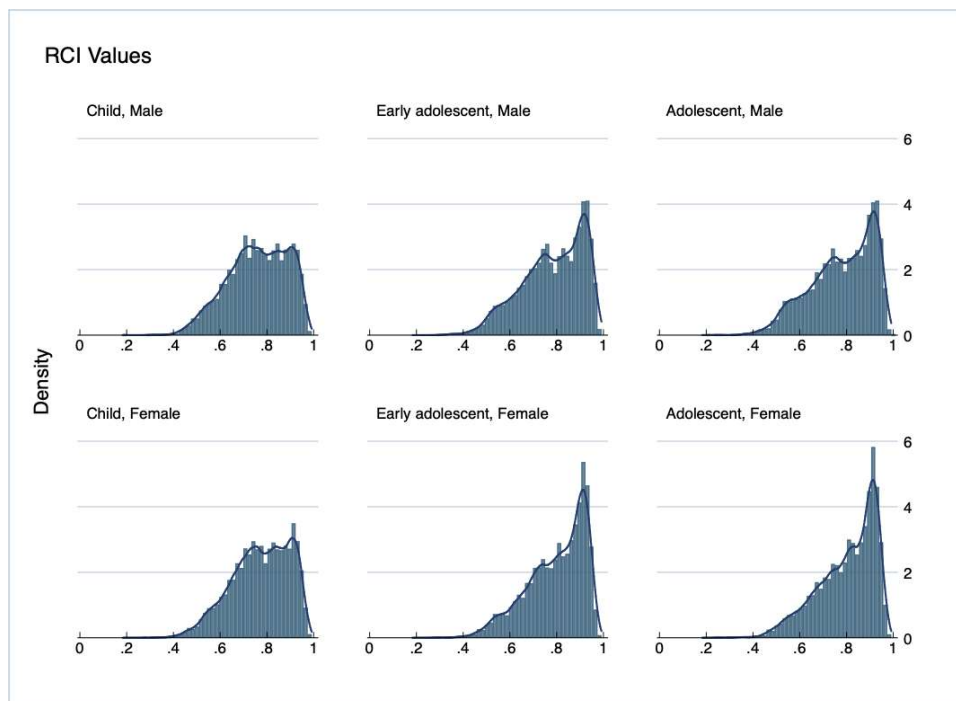 RCI Values
Child, Male
Early adolescent, Male
Adolescent, Male
6
4
2
0
0 .2 .4 .6 .8 1
0 .2 .4 .6 .8 1
0 .2 .4 .6 .8 1
Density
Child, Female
Early adolescent, Female
Adolescent, Female
6
4
2
0
0 .2 .4 .6 .8 1
0 .2 .4 .6 .8 1
0 .2 .4 .6 .8 1